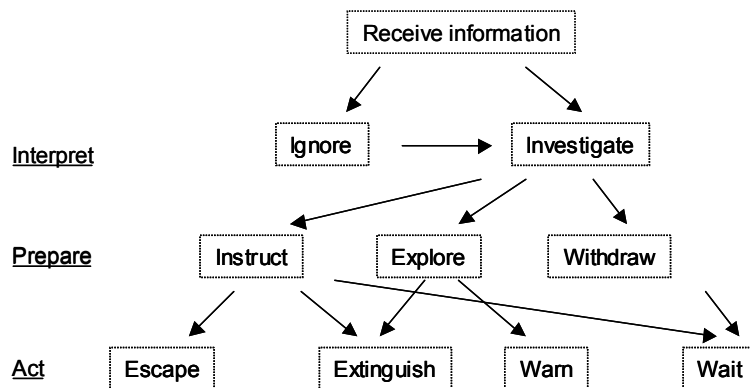 Receive information
Interpret Ignore Investigate
Prepare Instruct Explore Withdraw
Act Escape Extinguish Warn Wait